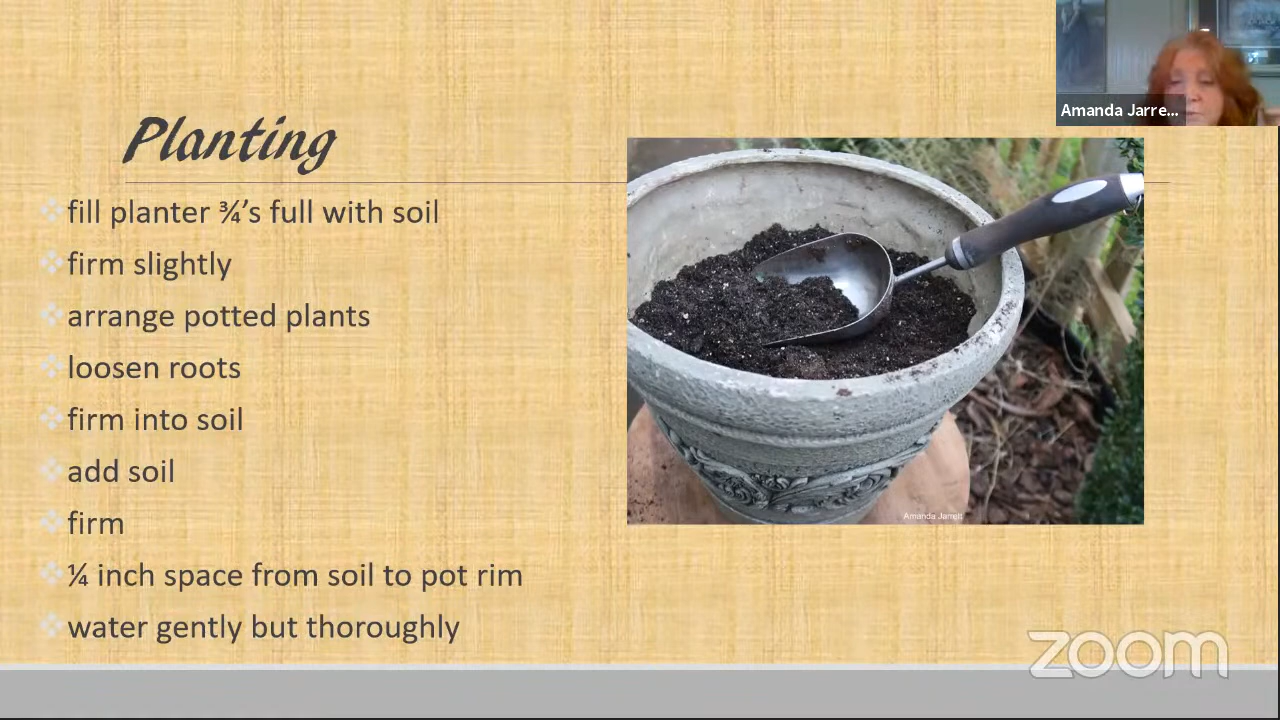 Amanda Jarre...
Planting
fill planter ¾'s full with soil
firm slightly
arrange potted plants
loosen roots
firm into soil
add soil
firm
¼ inch space from soil to pot rim
water gently but thoroughly
Amanda Jarrett
zoom